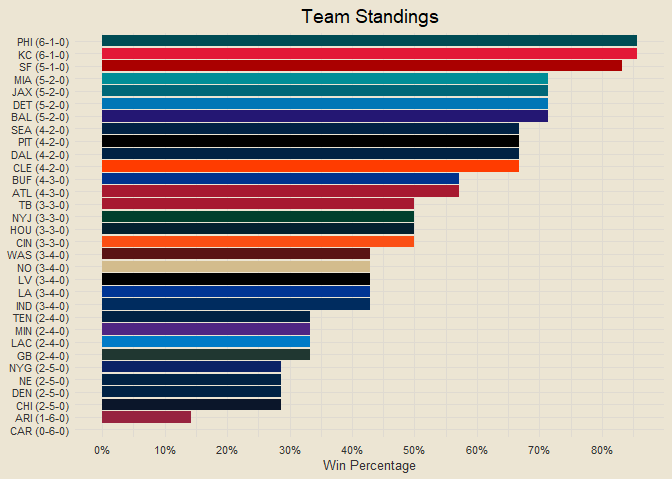 Team Standings
PHI (6-1-0)
KC (6-1-0)
SF (5-1-0)
MIA (5-2-0)
JAX (5-2-0)
DET (5-2-0)
BAL (5-2-0)
SEA (4-2-0)
PIT (4-2-0)
DAL (4-2-0)
CLE (4-2-0)
BUF (4-3-0)
ATL (4-3-0)
TB (3-3-0)
NYJ (3-3-0)
HOU (3-3-0)
CIN (3-3-0)
WAS (3-4-0)
NO (3-4-0)
LV (3-4-0)
LA (3-4-0)
IND (3-4-0)
TEN (2-4-0)
MIN (2-4-0)
LAC (2-4-0)
GB (2-4-0)
NYG (2-5-0)
NE (2-5-0)
DEN (2-5-0)
CHI (2-5-0)
ARI (1-6-0)
CAR (0-6-0)
0% 10% 20% 30% 40% 50% 60% 70% 80%
Win Percentage